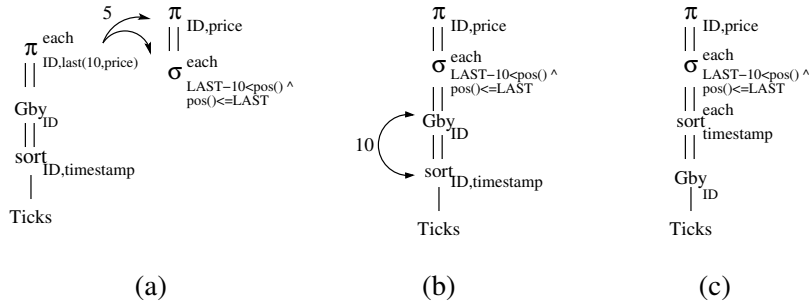 π each
ID,last(10,price)
Gby ID
sort ID,timestamp
Ticks
5
π ID,price
σ each
LAST−10<pos() ^
pos()<=LAST
(a)
π ID,price
σ each
LAST−10<pos() ^
pos()<=LAST
Gby ID
10
sort ID,timestamp
Ticks
(b)
π ID,price
σ each
LAST−10<pos() ^
pos()<=LAST
sort each
timestamp
Gby ID
Ticks
(c)